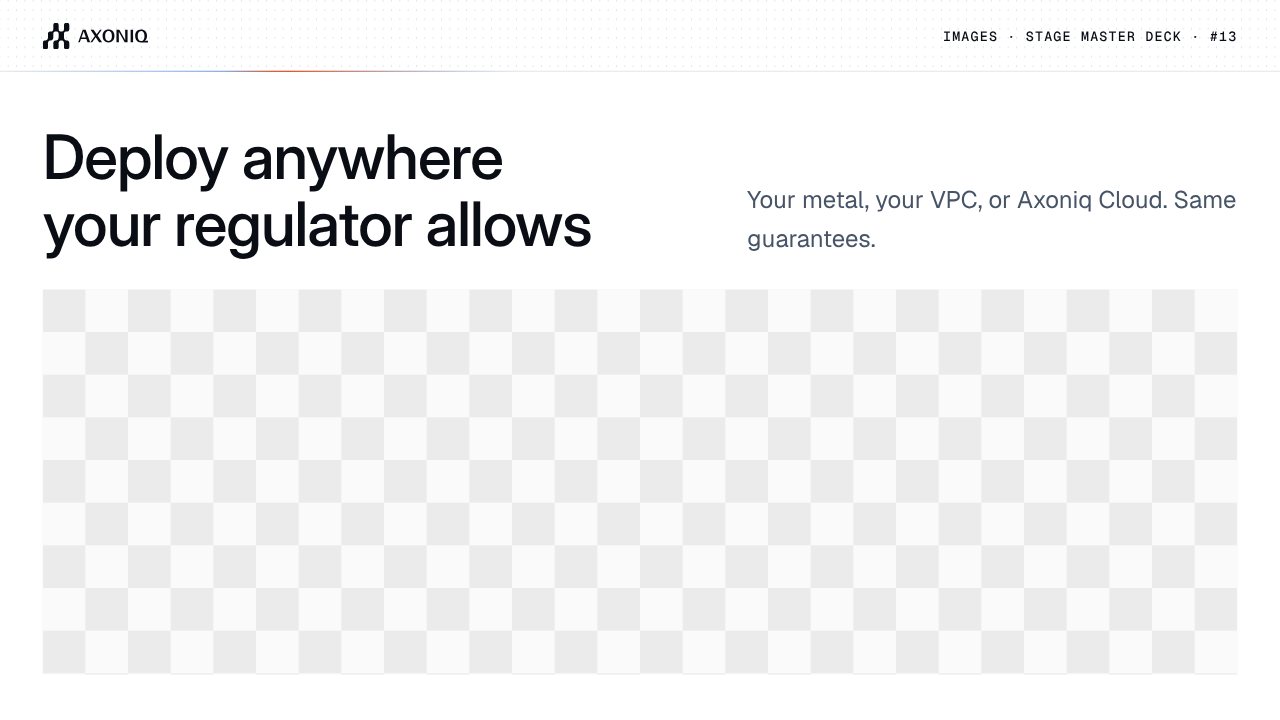 AXONIQ
IMAGES · STAGE MASTER DECK · #13
Deploy anywhere
your regulator allows
Your metal, your VPC, or Axoniq Cloud. Same
guarantees.